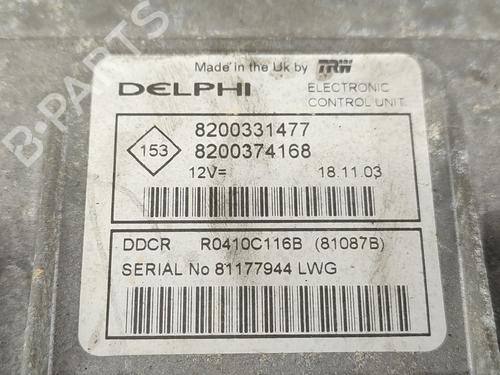 Made in the Uk by TRW
DELPHI
ELECTRONIC
CONTROL UNIT
153
8200331477
8200374168
12V=
18.11.03
DDCR R0410C116B (81087B)
SERIAL No 81177944 LWG
B-PARTS